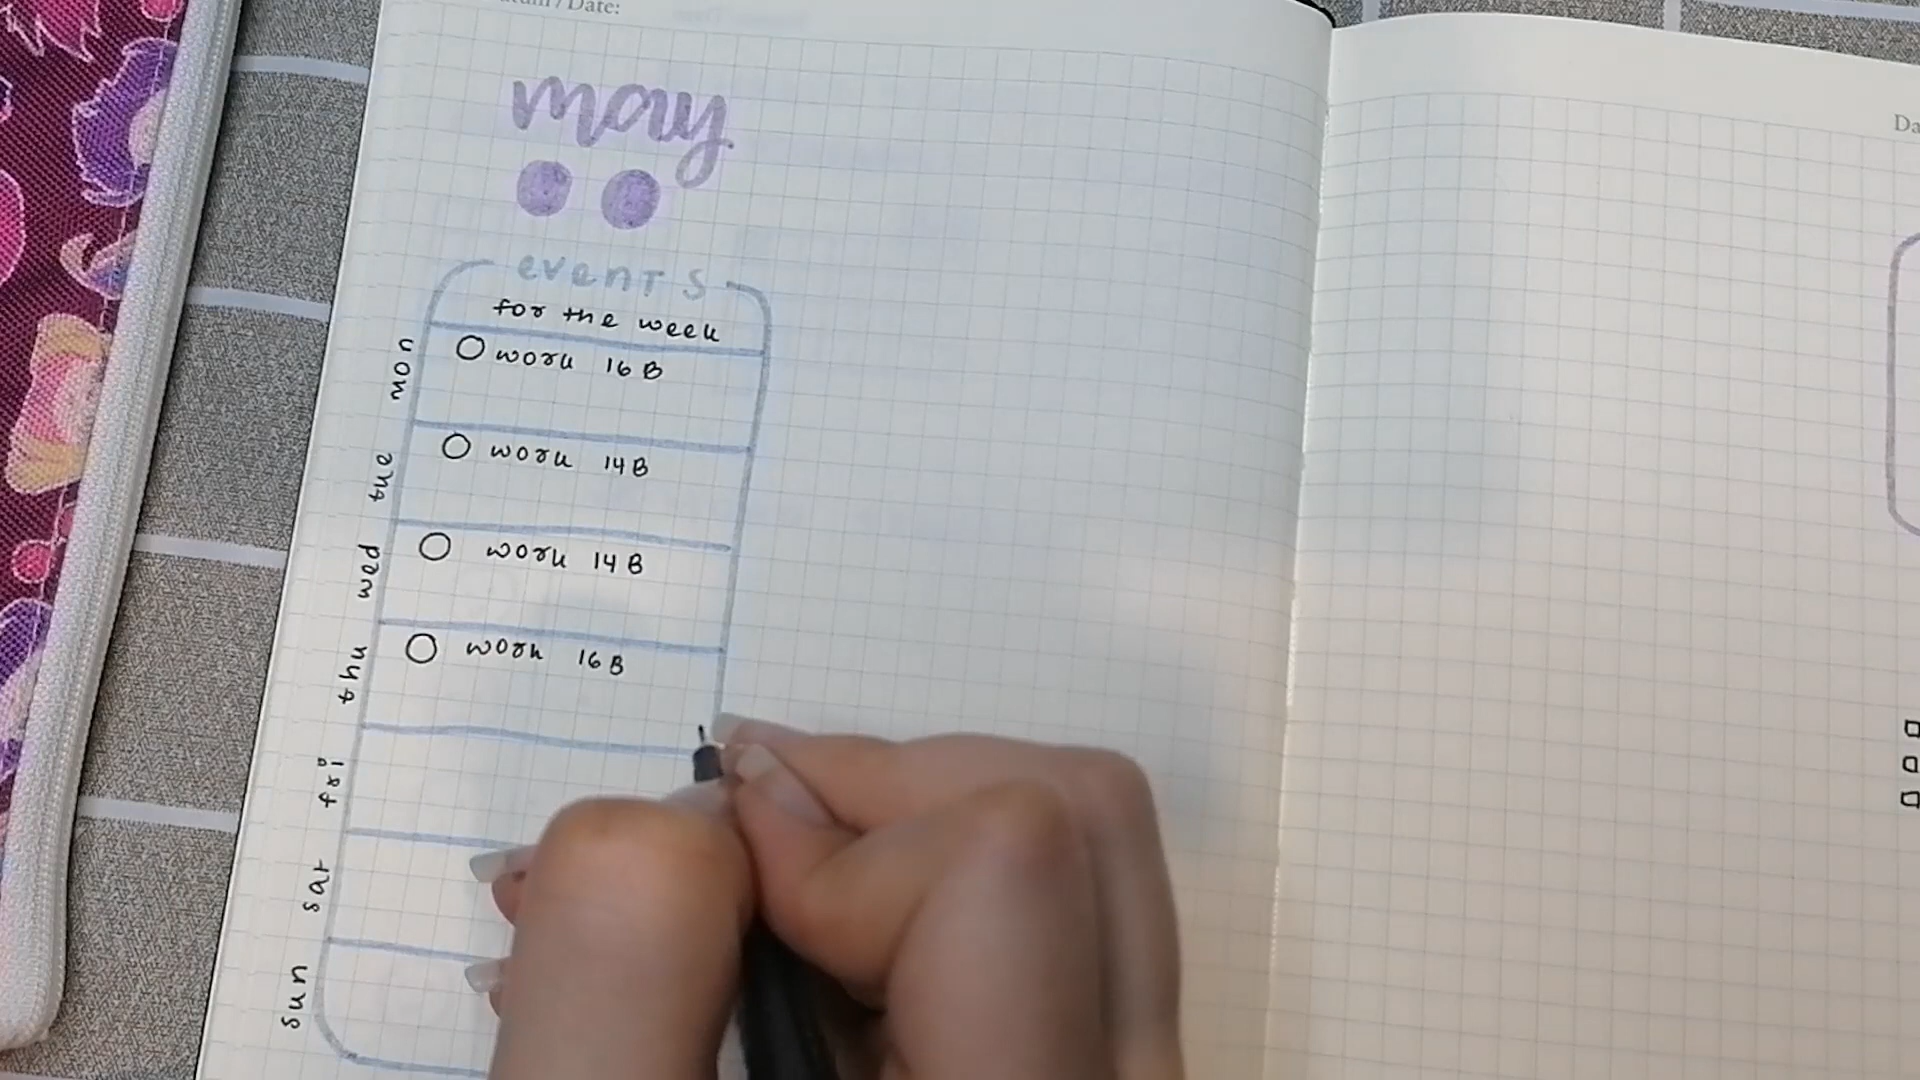 /Date:
may
events
for the week
mon
work 16 B
tue
work 14 B
wed
work 14 B
thu
work 16 B
fri
sat
sun